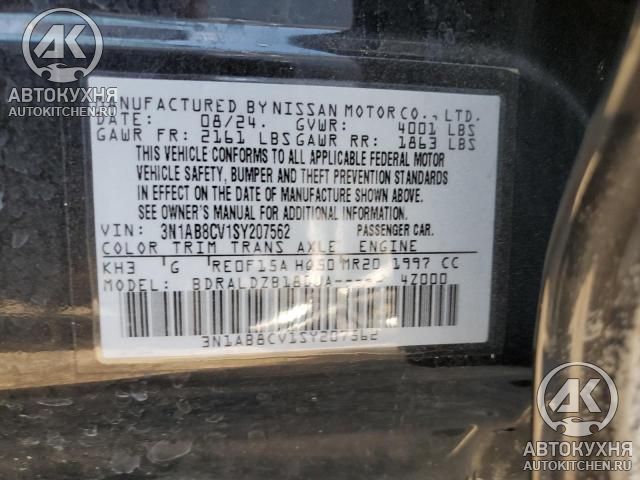 АВТОКУХНЯ
AUTOKITCHEN.RU
MANUFACTURED BY NISSAN MOTOR CO., LTD.
DATE: 08/24. GVWR: 4001 LBS
GAWR FR: 2161 LBS GAWR RR: 1863 LBS
THIS VEHICLE CONFORMS TO ALL APPLICABLE FEDERAL MOTOR
VEHICLE SAFETY, BUMPER AND THEFT PREVENTION STANDARDS
IN EFFECT ON THE DATE OF MANUFACTURE SHOWN ABOVE.
SEE OWNER'S MANUAL FOR ADDITIONAL INFORMATION.
VIN: 3N1AB8CV1SY207562 PASSENGER CAR.
COLOR TRIM TRANS AXLE ENGINE
KH3 G RE0F15A MR20 1997 CC
MODEL: 4Z000
3N1AB8CV1SY207562
AK
АВТОКУХНЯ
AUTOKITCHEN.RU